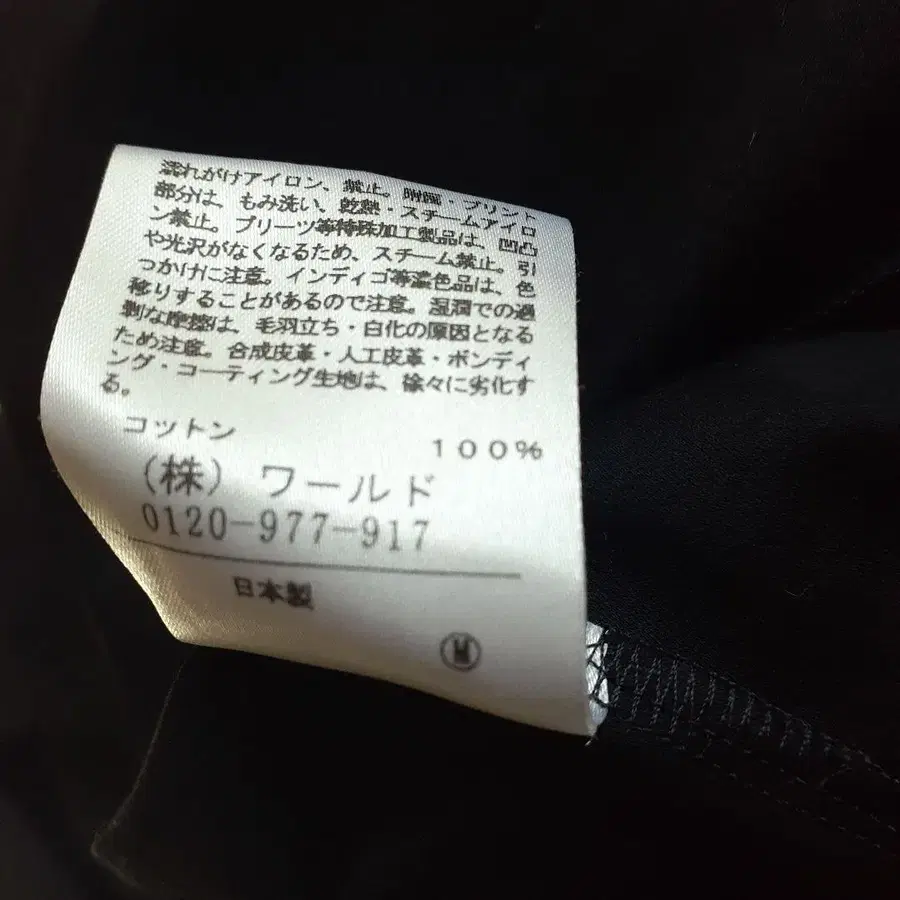 濡れがけアイロン、禁止。附属・プリント
部分は、もみ洗い、乾熱・スチームアイロ
ン禁止。プリーツ等特殊加工製品は、凹凸
や光沢がなくなるため、スチーム禁止。引
っかけに注意。インディゴ等濃色品は、色
移りすることがあるので注意。湿潤での過
剰な摩擦は、毛羽立ち・白化の原因となる
ため注意。合成皮革・人工皮革・ボンディ
ング・コーティング生地は、徐々に劣化す
る。
コットン 100%
(株) ワールド
0120-977-917
日本製
M